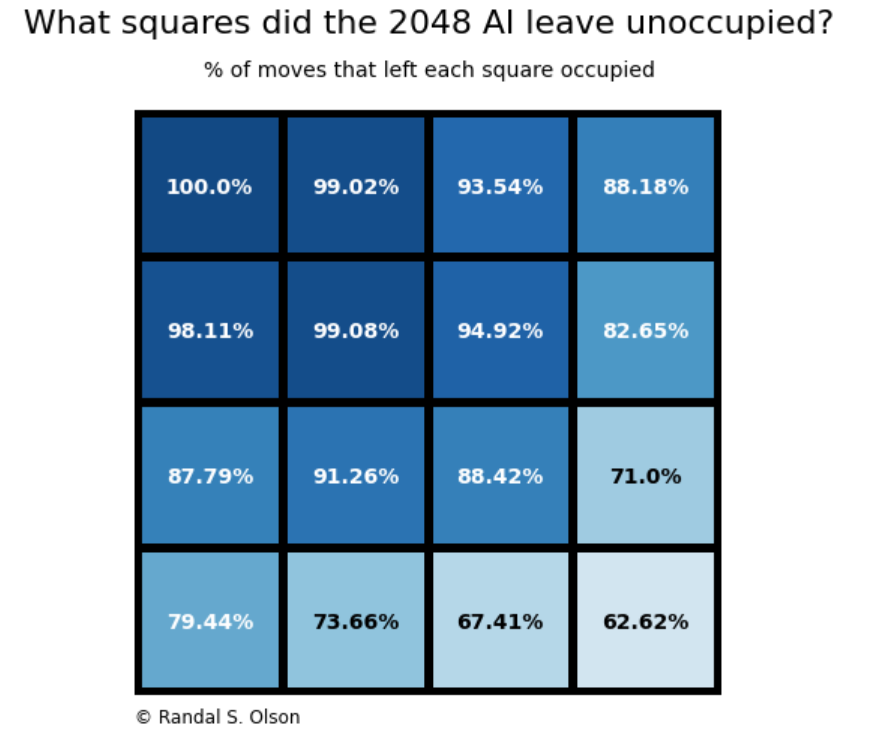 What squares did the 2048 AI leave unoccupied?
% of moves that left each square occupied
100.0% 99.02% 93.54% 88.18%
98.11% 99.08% 94.92% 82.65%
87.79% 91.26% 88.42% 71.0%
79.44% 73.66% 67.41% 62.62%
© Randal S. Olson